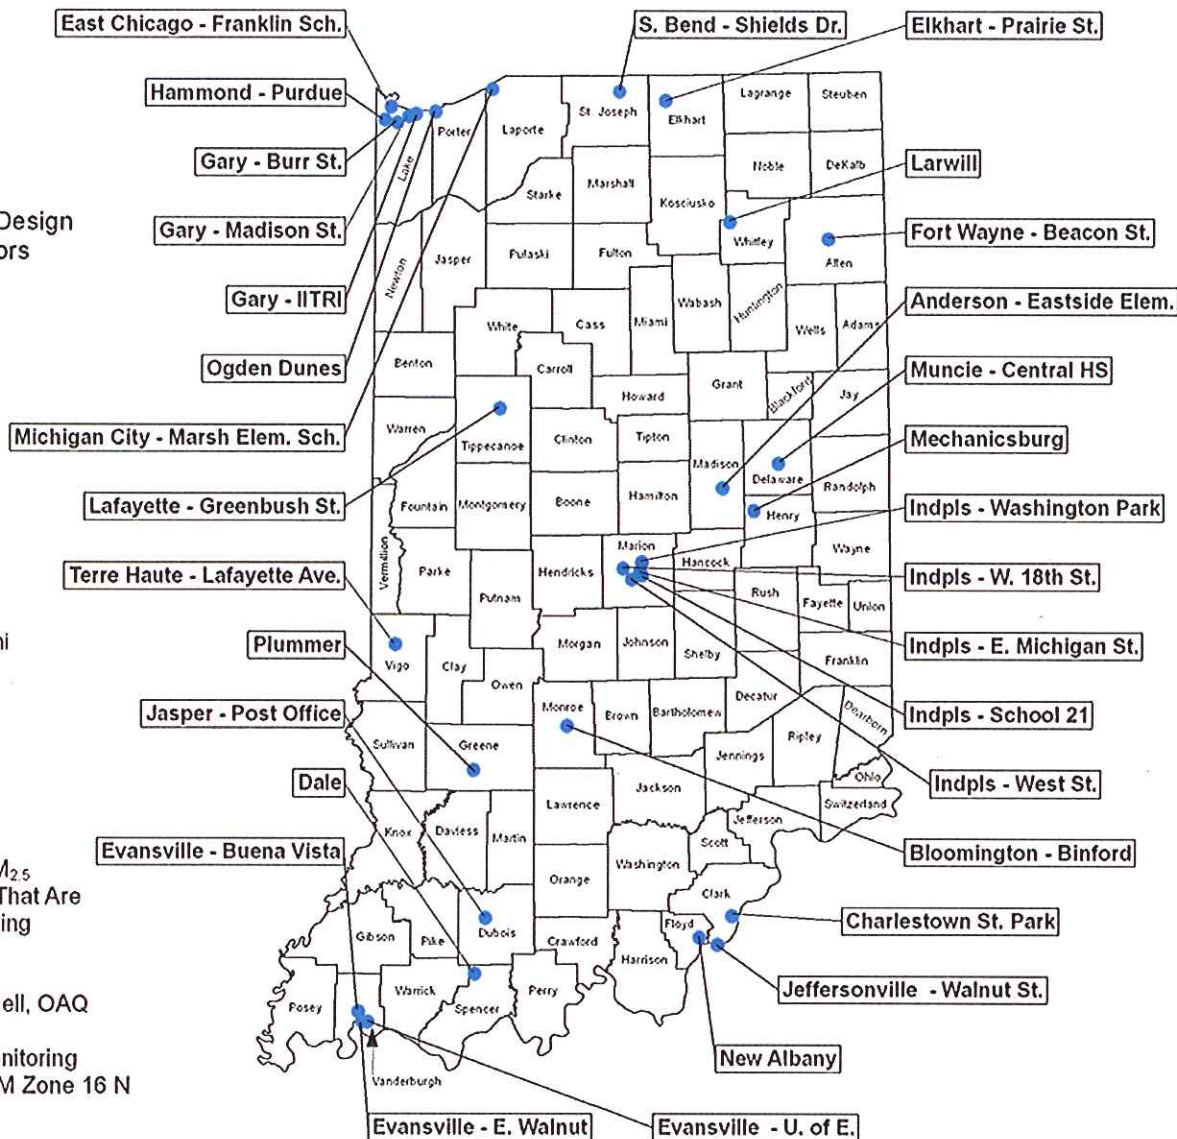 East Chicago - Franklin Sch.
S. Bend - Shields Dr.
Elkhart - Prairie St.
Hammond - Purdue
Gary - Burr St.
Larwill
Design
ors
Gary - Madison St.
Fort Wayne - Beacon St.
Gary - IITRI
Anderson - Eastside Elem.
Ogden Dunes
Muncie - Central HS
Michigan City - Marsh Elem. Sch.
Mechanicsburg
Lafayette - Greenbush St.
Indpls - Washington Park
Terre Haute - Lafayette Ave.
Indpls - W. 18th St.
ni
Plummer
Indpls - E. Michigan St.
Jasper - Post Office
Indpls - School 21
Dale
Indpls - West St.
Evansville - Buena Vista
Bloomington - Binford
M2.5
That Are
ing
Charlestown St. Park
ell, OAQ
Jeffersonville - Walnut St.
nitoring
M Zone 16 N
New Albany
Evansville - E. Walnut
Evansville - U. of E.
Lake
Porter
Laporte
St. Joseph
Elkhart
Lagrange
Steuben
Noble
DeKalb
Starke
Marshall
Kosciusko
Whitley
Allen
Newton
Jasper
Pulaski
Fulton
Wabash
Huntington
Miami
Wells
Adams
White
Cass
Benton
Carroll
Howard
Grant
Blackford
Jay
Warren
Tippecanoe
Clinton
Tipton
Madison
Delaware
Randolph
Fountain
Montgomery
Boone
Hamilton
Henry
Vermillion
Parke
Putnam
Hendricks
Marion
Hancock
Wayne
Rush
Fayette
Union
Vigo
Clay
Owen
Morgan
Johnson
Shelby
Franklin
Decatur
Dearborn
Sullivan
Greene
Monroe
Brown
Bartholomew
Jennings
Ripley
Ohio
Switzerland
Knox
Daviess
Martin
Lawrence
Jackson
Jefferson
Scott
Washington
Orange
Clark
Gibson
Pike
Dubois
Crawford
Harrison
Floyd
Posey
Vanderburgh
Warrick
Spencer
Perry